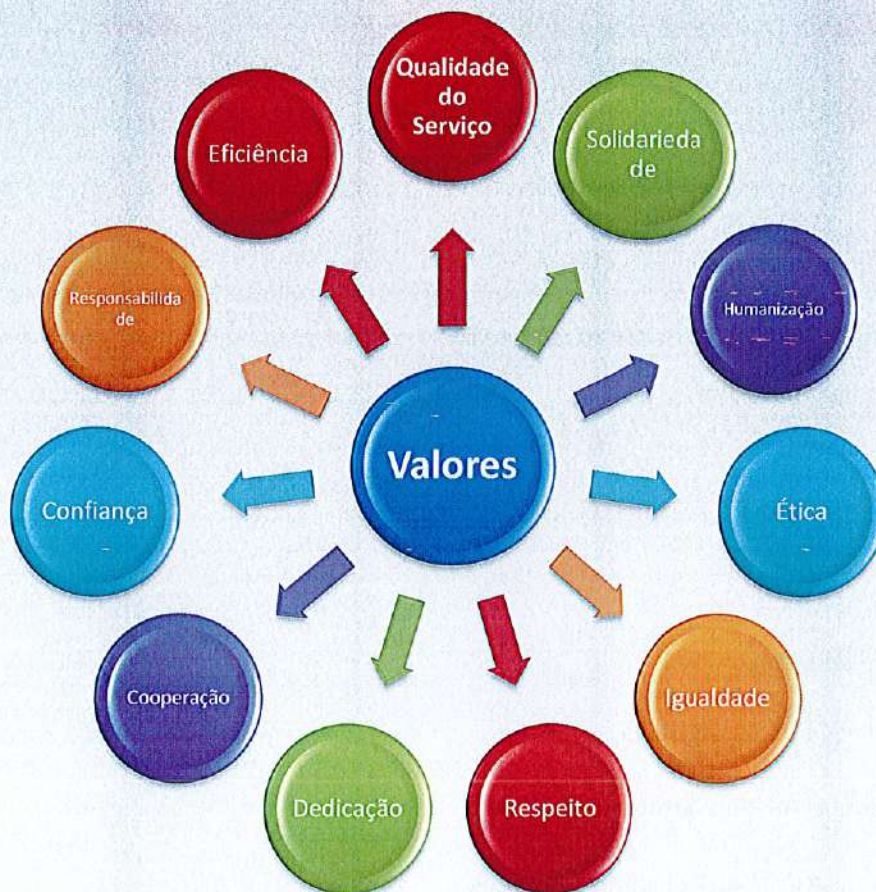 Qualidade
do
Serviço
Solidarieda
de
Humanização
Ética
Igualdade
Respeito
Dedicação
Cooperação
Confiança
Responsabilida
de
Eficiência
Valores